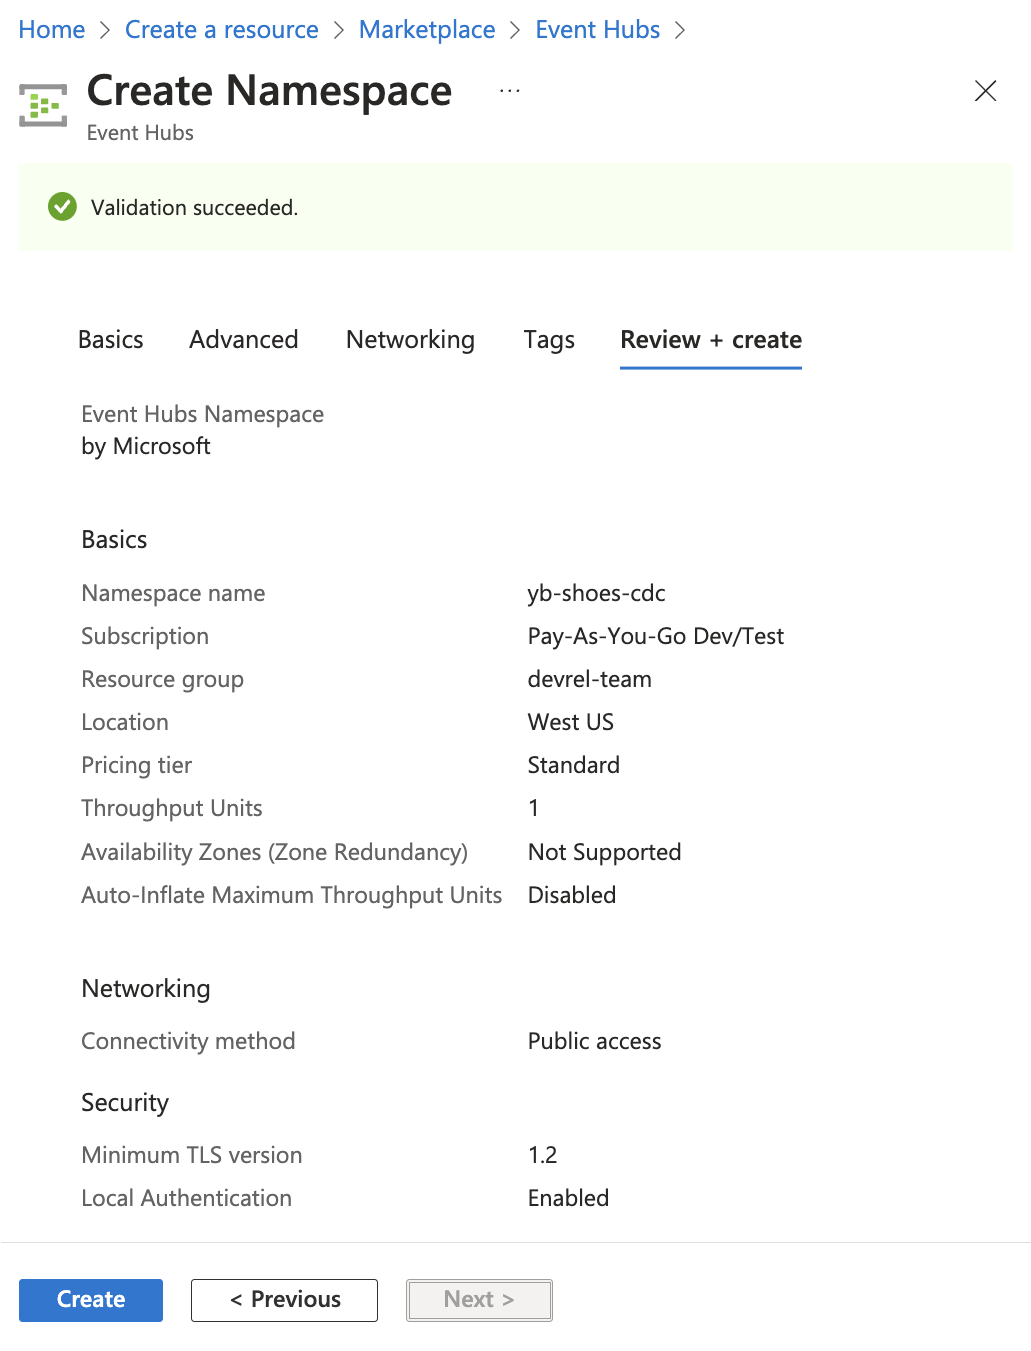 Home > Create a resource > Marketplace > Event Hubs >
Create Namespace ...
Event Hubs
Validation succeeded.
Basics Advanced Networking Tags Review + create
Event Hubs Namespace
by Microsoft
Basics
Namespace name yb-shoes-cdc
Subscription Pay-As-You-Go Dev/Test
Resource group devrel-team
Location West US
Pricing tier Standard
Throughput Units 1
Availability Zones (Zone Redundancy) Not Supported
Auto-Inflate Maximum Throughput Units Disabled
Networking
Connectivity method Public access
Security
Minimum TLS version 1.2
Local Authentication Enabled
Create < Previous Next >